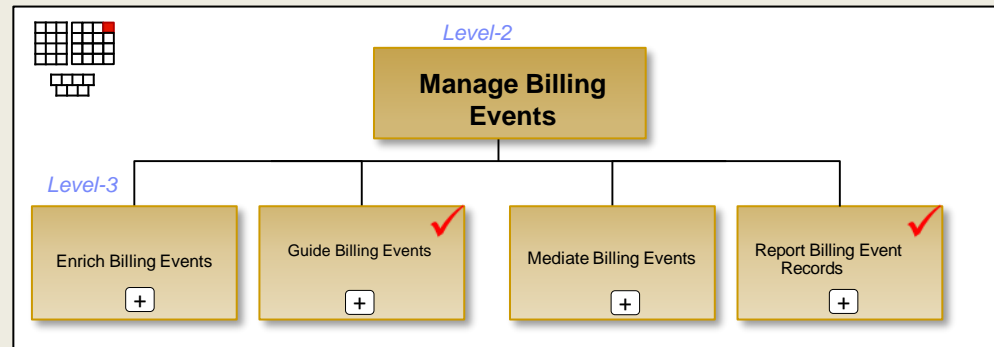 Level-2
Manage Billing
Events
Level-3
Enrich Billing Events
+
Guide Billing Events
+
Mediate Billing Events
+
Report Billing Event
Records
+